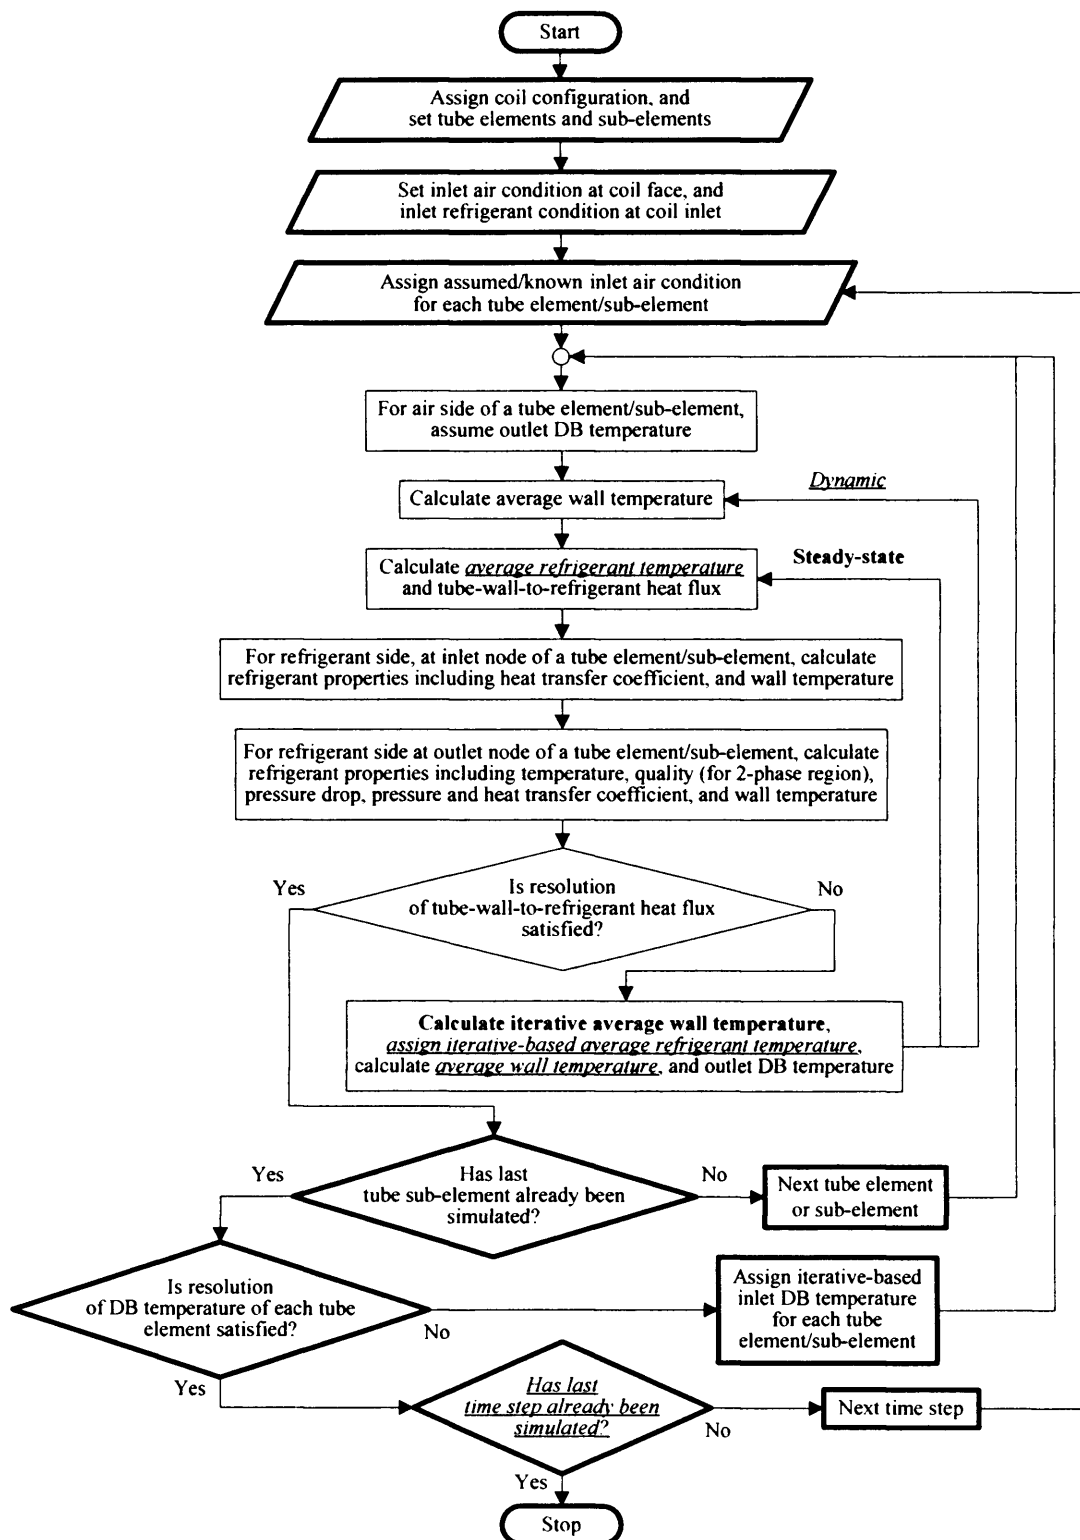 Start
Assign coil configuration, and
set tube elements and sub-elements
Set inlet air condition at coil face, and
inlet refrigerant condition at coil inlet
Assign assumed/known inlet air condition
for each tube element/sub-element
For air side of a tube element/sub-element,
assume outlet DB temperature
Dynamic
Calculate average wall temperature
Steady-state
Calculate average refrigerant temperature
and tube-wall-to-refrigerant heat flux
For refrigerant side, at inlet node of a tube element/sub-element, calculate
refrigerant properties including heat transfer coefficient, and wall temperature
For refrigerant side at outlet node of a tube element/sub-element, calculate
refrigerant properties including temperature, quality (for 2-phase region),
pressure drop, pressure and heat transfer coefficient, and wall temperature
Yes
No
Is resolution
of tube-wall-to-refrigerant heat flux
satisfied?
Calculate iterative average wall temperature,
assign iterative-based average refrigerant temperature,
calculate average wall temperature, and outlet DB temperature
Yes
No
Has last
tube sub-element already been
simulated?
Next tube element
or sub-element
Is resolution
of DB temperature of each tube
element satisfied?
No
Assign iterative-based
inlet DB temperature
for each tube
element/sub-element
Yes
Has last
time step already been
simulated?
No
Next time step
Yes
Stop